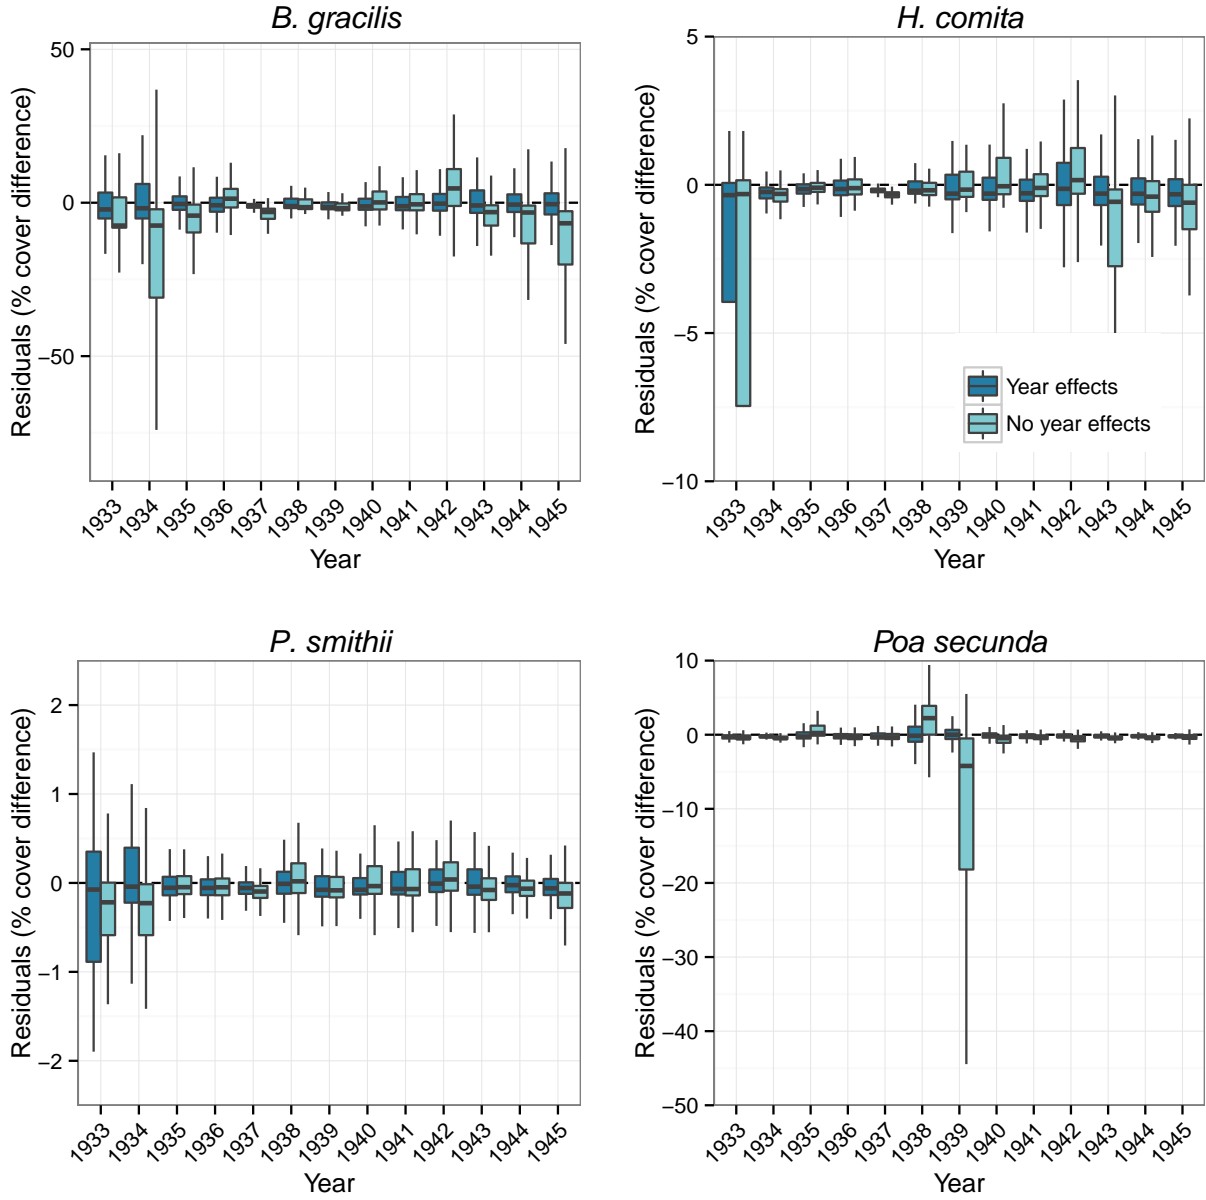 B. gracilis
Residuals (% cover difference)
50
0
−50
1933 1934 1935 1936 1937 1938 1939 1940 1941 1942 1943 1944 1945
Year
H. comita
Residuals (% cover difference)
5
0
−5
−10
Year effects
No year effects
1933 1934 1935 1936 1937 1938 1939 1940 1941 1942 1943 1944 1945
Year
P. smithii
Residuals (% cover difference)
2
1
0
−1
−2
1933 1934 1935 1936 1937 1938 1939 1940 1941 1942 1943 1944 1945
Year
Poa secunda
Residuals (% cover difference)
10
0
−10
−20
−30
−40
−50
1933 1934 1935 1936 1937 1938 1939 1940 1941 1942 1943 1944 1945
Year